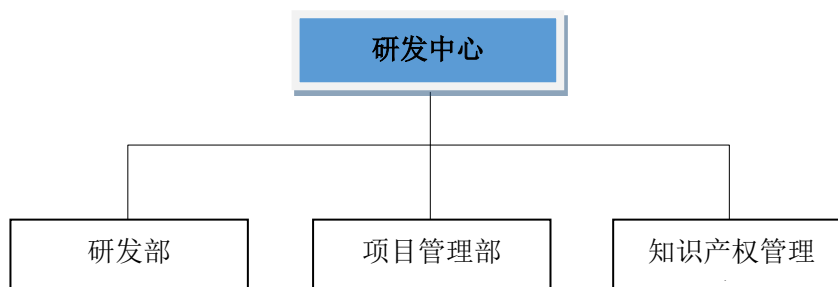 研发中心
研发部
项目管理部
知识产权管理